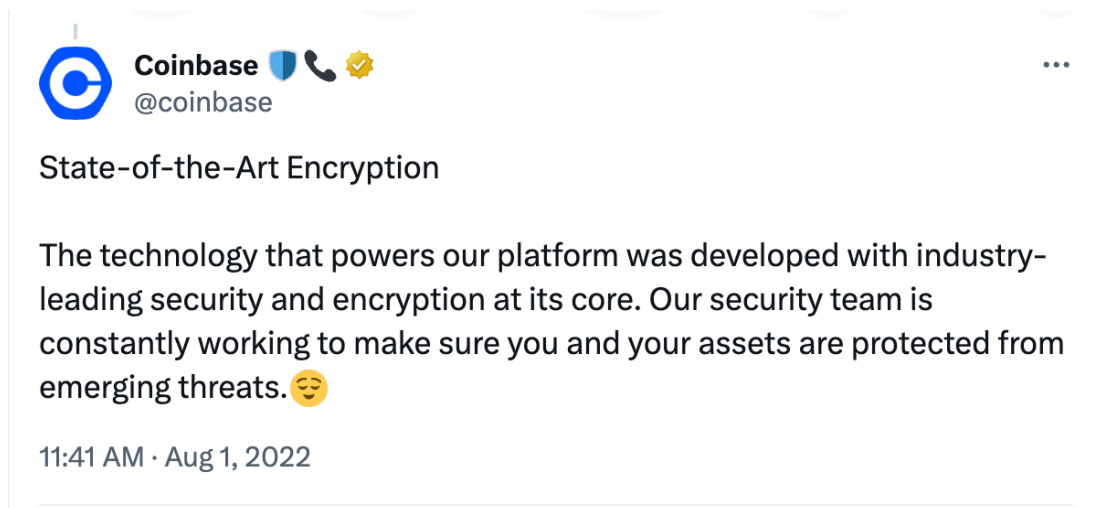 Coinbase 🛡️📞
@coinbase
State-of-the-Art Encryption
The technology that powers our platform was developed with industry-
leading security and encryption at its core. Our security team is
constantly working to make sure you and your assets are protected from
emerging threats.😌
11:41 AM · Aug 1, 2022